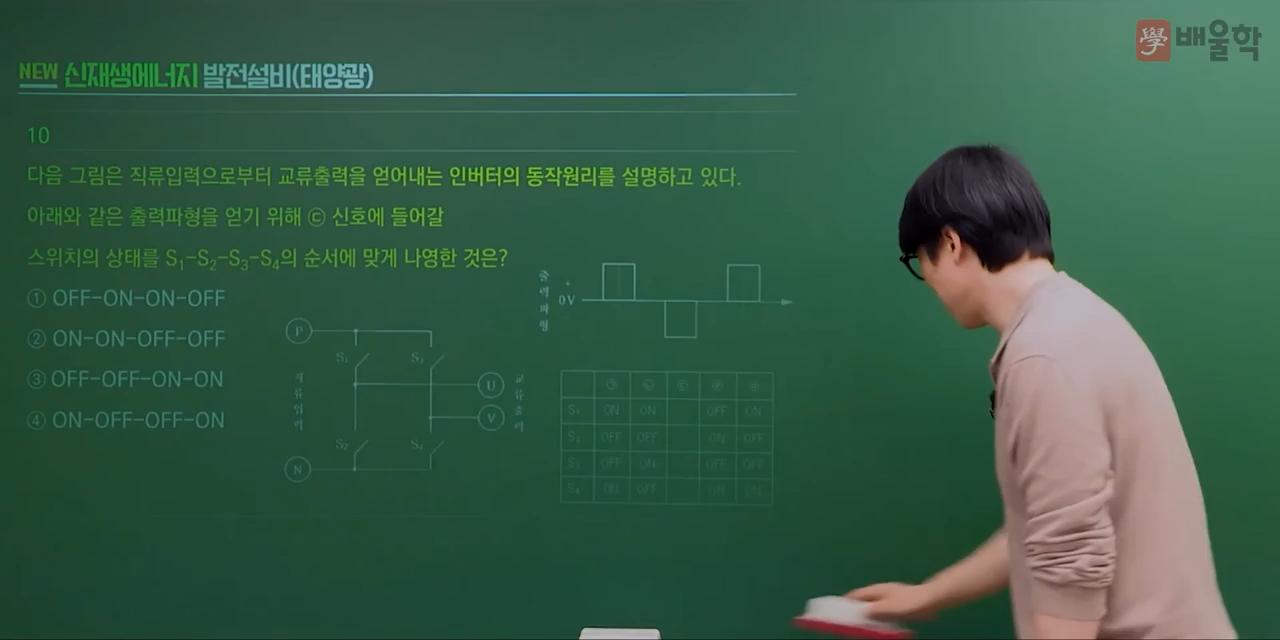 學 배울학
NEW 신재생에너지 발전설비(태양광)
10
다음 그림은 직류입력으로부터 교류출력을 얻어내는 인버터의 동작원리를 설명하고 있다.
아래와 같은 출력파형을 얻기 위해 ⓒ 신호에 들어갈
스위치의 상태를 S₁-S₂-S₃-S₄의 순서에 맞게 나영한 것은?
① OFF-ON-ON-OFF
② ON-ON-OFF-OFF
③ OFF-OFF-ON-ON
④ ON-OFF-OFF-ON
P
S₁
S₃
직류입력
U
V
교류출력
S₂
S₄
N
출력파형
+
0V
S₁ ON ON OFF ON
S₂ OFF OFF ON OFF
S₃ OFF ON OFF OFF
S₄ ON OFF ON ON